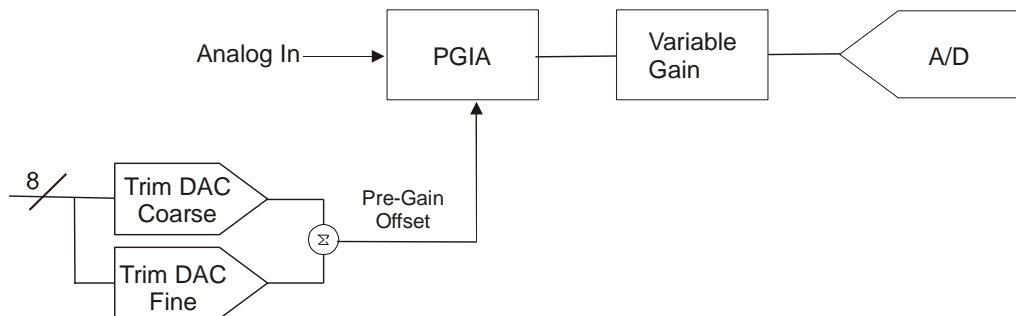 Analog In
PGIA
Variable
Gain
A/D
8
Trim DAC
Coarse
Pre-Gain
Offset
Σ
Trim DAC
Fine